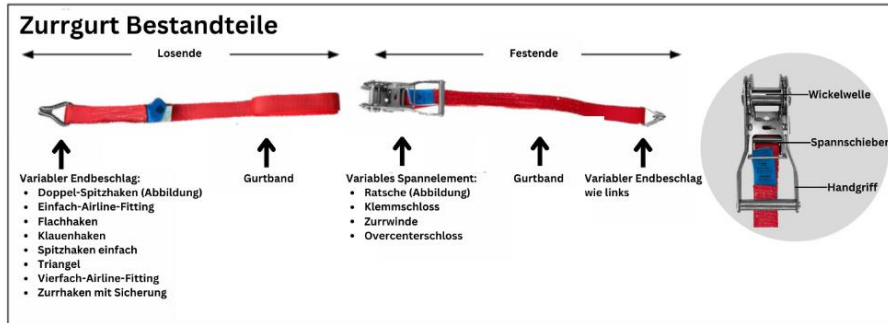 Zurrgurt Bestandteile
Losende
Festende
Variabler Endbeschlag:
• Doppel-Spitzhaken (Abbildung)
• Einfach-Airline-Fitting
• Flachhaken
• Klauenhaken
• Spitzhaken einfach
• Triangel
• Vierfach-Airline-Fitting
• Zurrhaken mit Sicherung
Gurtband
Variables Spannelement:
• Ratsche (Abbildung)
• Klemmschloss
• Zurrwinde
• Overcenterschloss
Gurtband
Variabler Endbeschlag
wie links
Wickelwelle
Spannschieber
Handgriff